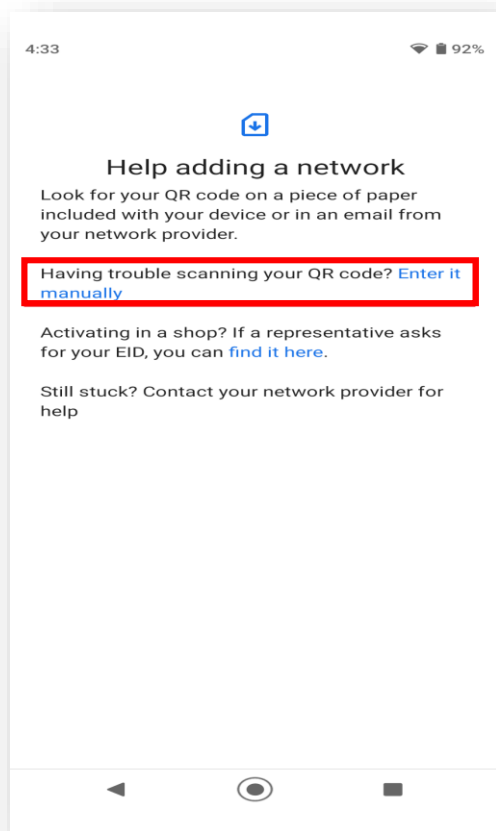 4:33 92%
Help adding a network
Look for your QR code on a piece of paper
included with your device or in an email from
your network provider.
Having trouble scanning your QR code? Enter it
manually
Activating in a shop? If a representative asks
for your EID, you can find it here.
Still stuck? Contact your network provider for
help